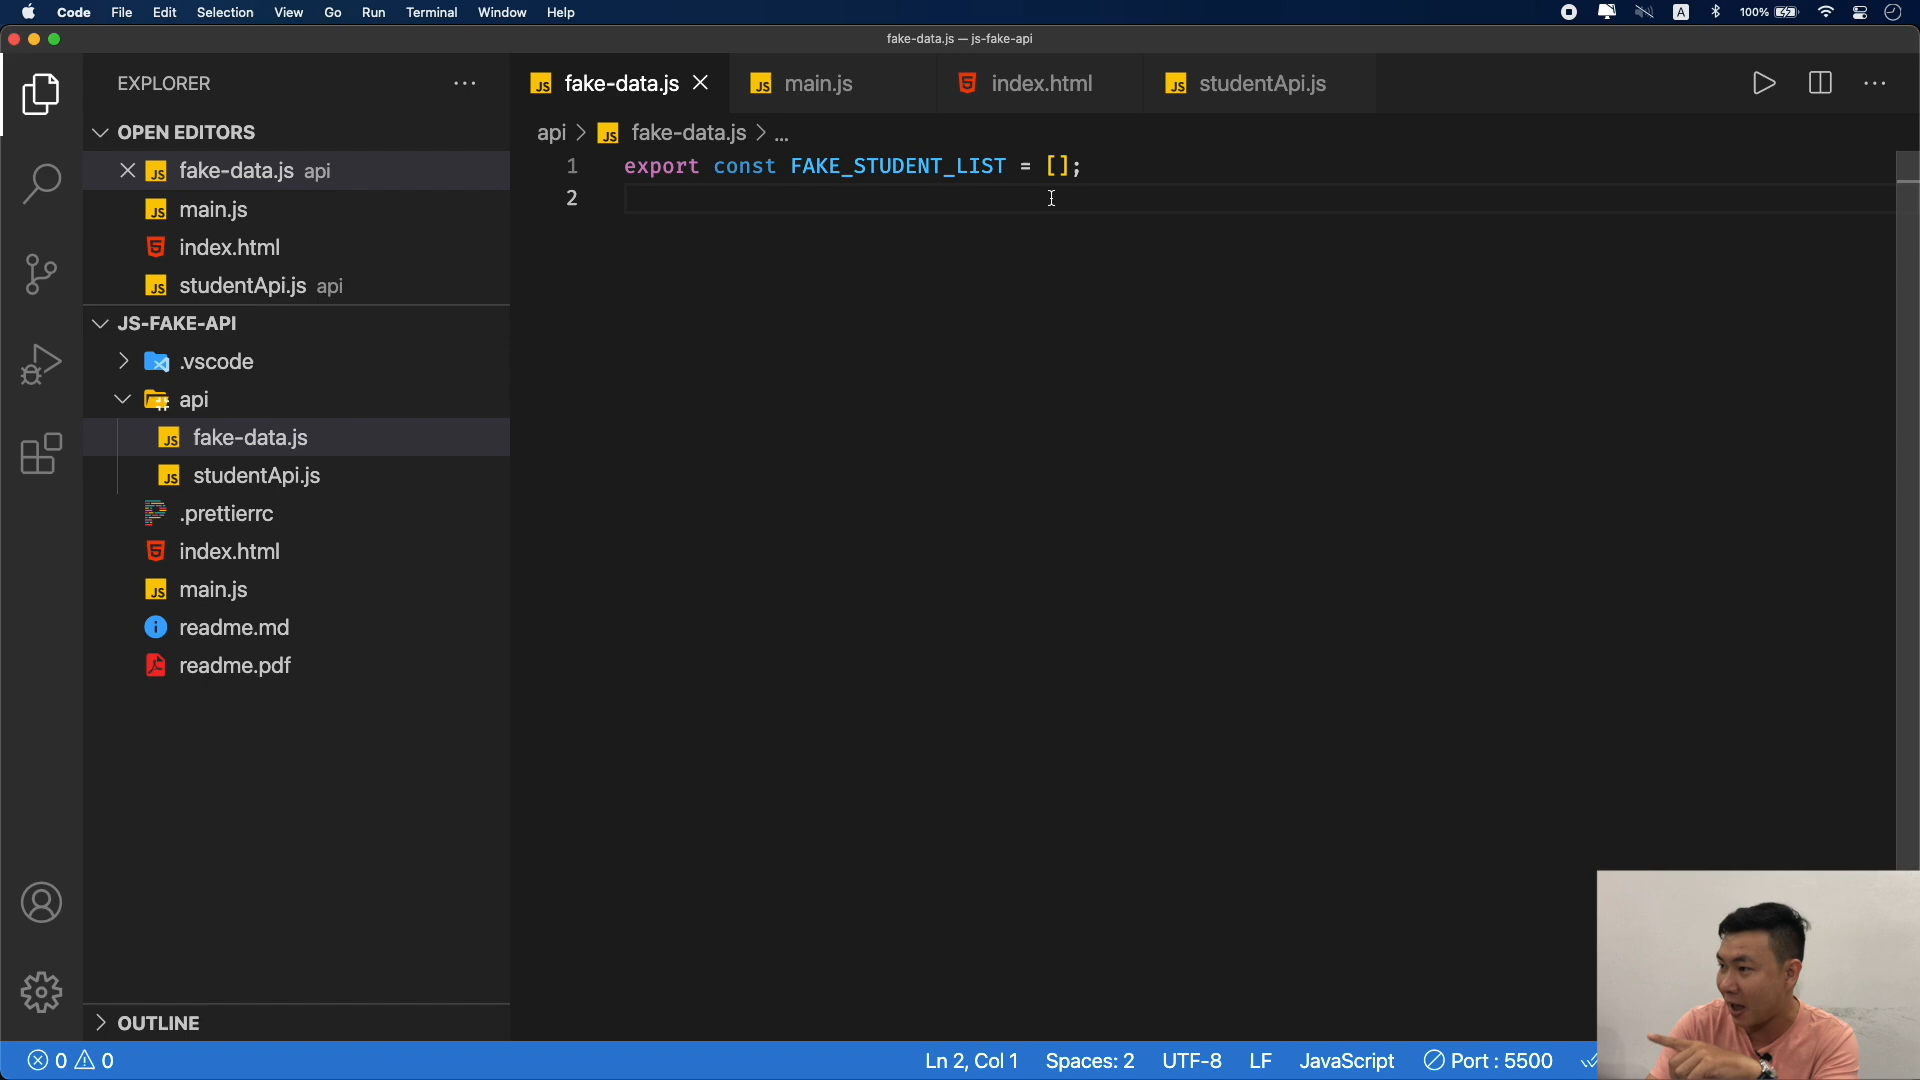 Code File Edit Selection View Go Run Terminal Window Help A 100%
fake-data.js — js-fake-api
EXPLORER
fake-data.js main.js index.html studentApi.js
OPEN EDITORS
fake-data.js api
main.js
index.html
studentApi.js api
JS-FAKE-API
.vscode
api
fake-data.js
studentApi.js
.prettierrc
index.html
main.js
readme.md
readme.pdf
OUTLINE
api > JS fake-data.js > ...
1 export const FAKE_STUDENT_LIST = [];
2
0 0 Ln 2, Col 1 Spaces: 2 UTF-8 LF JavaScript Port : 5500